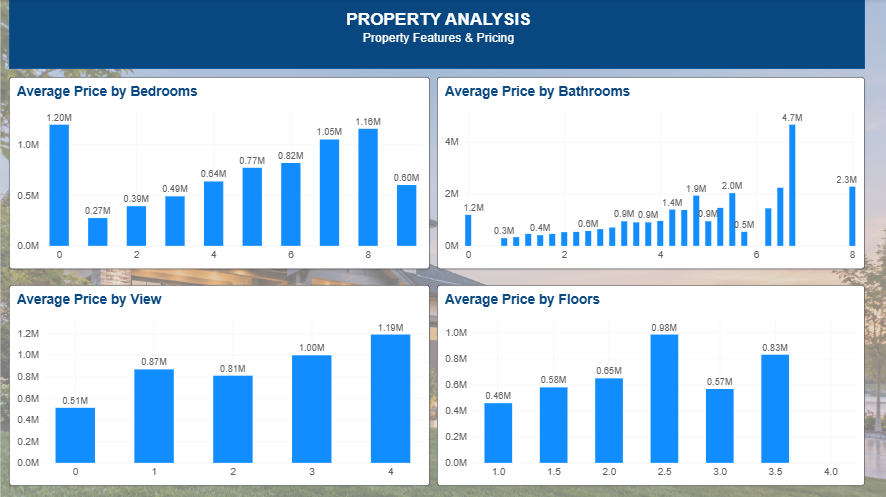 PROPERTY ANALYSIS
Property Features & Pricing
Average Price by Bedrooms
1.20M
1.16M
1.05M
1.0M
0.82M
0.77M
0.64M
0.60M
0.5M
0.49M
0.39M
0.27M
0.0M
0 2 4 6 8
Average Price by Bathrooms
4.7M
4M
2.3M
2.0M
2M
1.9M
1.4M
1.2M
0.9M 0.9M 0.9M
0.6M
0.5M
0.4M
0.3M
0M
0 2 4 6 8
Average Price by View
1.2M
1.19M
1.0M
1.00M
0.87M
0.8M
0.81M
0.6M
0.51M
0.4M
0.2M
0.0M
0 1 2 3 4
Average Price by Floors
1.0M
0.98M
0.83M
0.8M
0.65M
0.6M
0.58M
0.57M
0.46M
0.4M
0.2M
0.0M
1.0 1.5 2.0 2.5 3.0 3.5 4.0